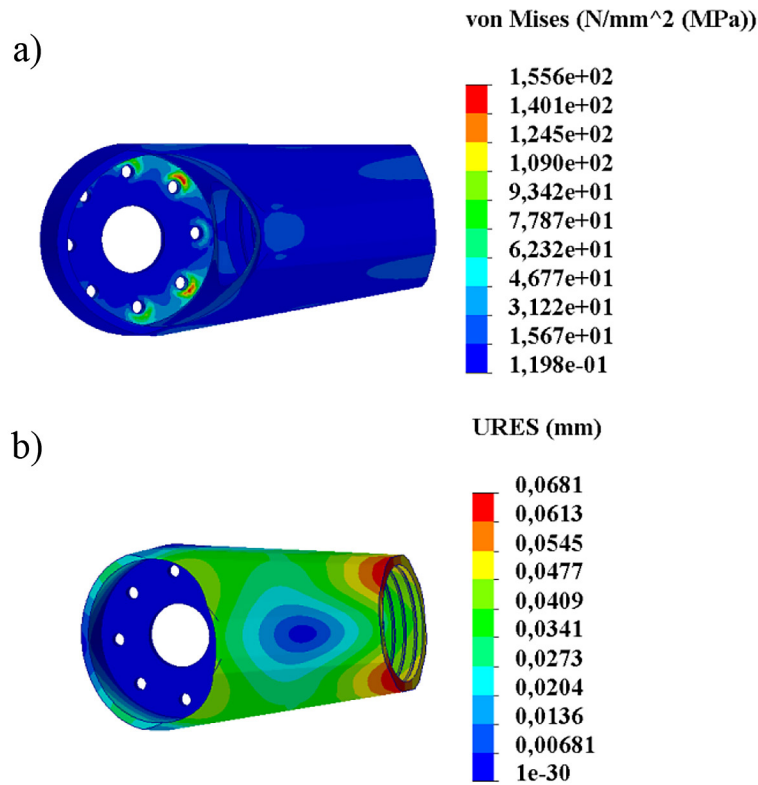 von Mises (N/mm^2 (MPa))
a)
1,556e+02
1,401e+02
1,245e+02
1,090e+02
9,342e+01
7,787e+01
6,232e+01
4,677e+01
3,122e+01
1,567e+01
1,198e-01
URES (mm)
b)
0,0681
0,0613
0,0545
0,0477
0,0409
0,0341
0,0273
0,0204
0,0136
0,00681
1e-30